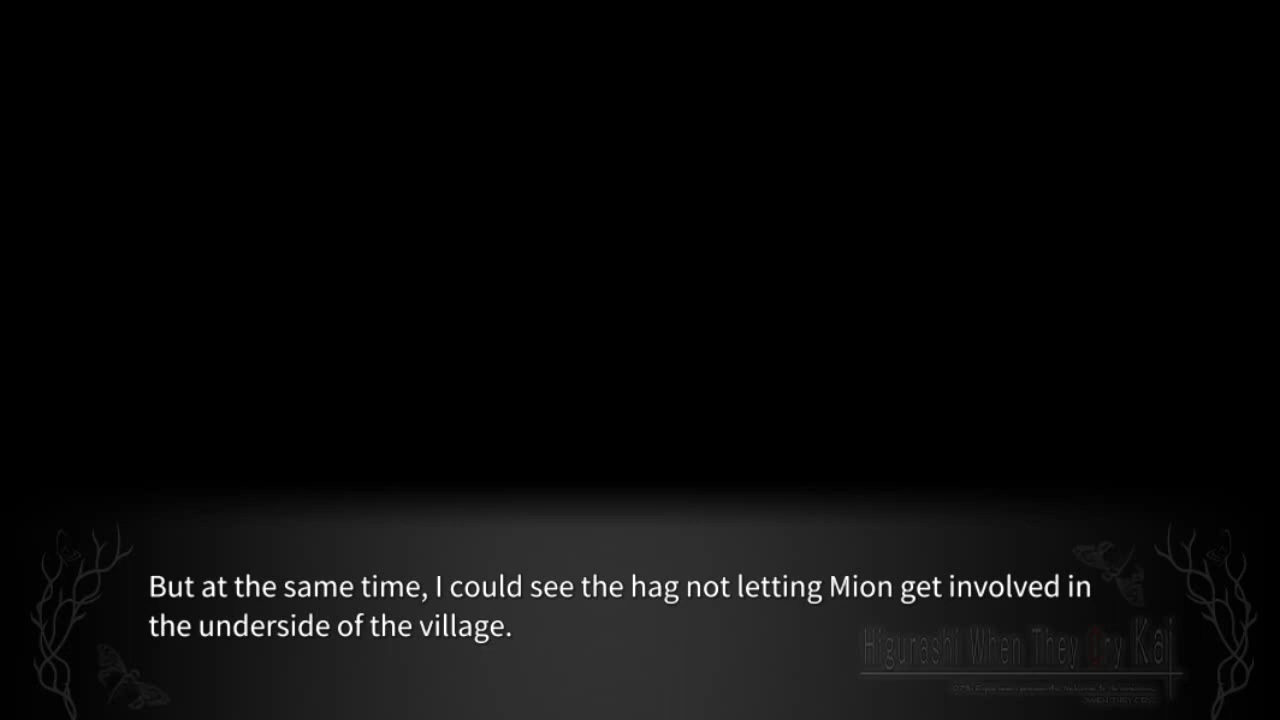 But at the same time, I could see the hag not letting Mion get involved in
the underside of the village.
Higurashi When They Cry Kai